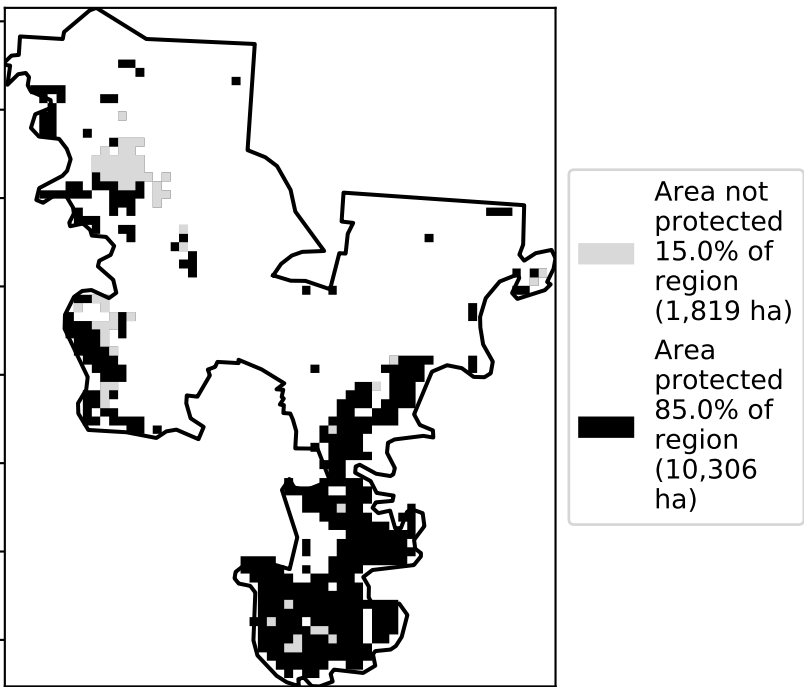 Area not
protected
15.0% of
region
(1,819 ha)
Area
protected
85.0% of
region
(10,306
ha)